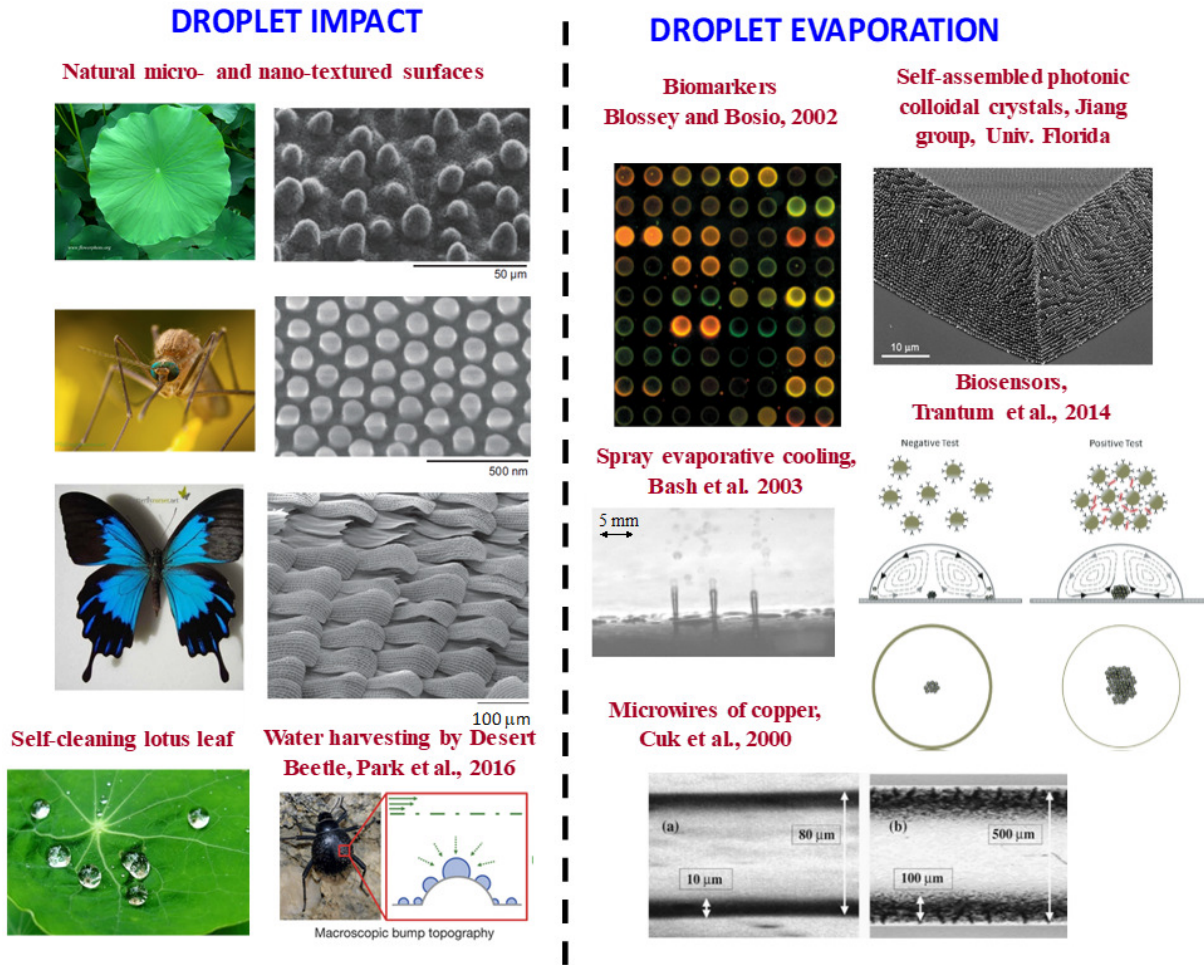 DROPLET IMPACT
Natural micro- and nano-textured surfaces
50 µm
500 nm
100 µm
Self-cleaning lotus leaf
Water harvesting by Desert
Beetle, Park et al., 2016
Macroscopic bump topography
DROPLET EVAPORATION
Biomarkers
Blossey and Bosio, 2002
Self-assembled photonic
colloidal crystals, Jiang
group, Univ. Florida
10 µm
Spray evaporative cooling,
Bash et al. 2003
5 mm
Biosensors,
Trantum et al., 2014
Negative Test
Positive Test
Microwires of copper,
Cuk et al., 2000
(a)
80 µm
10 µm
(b)
500 µm
100 µm